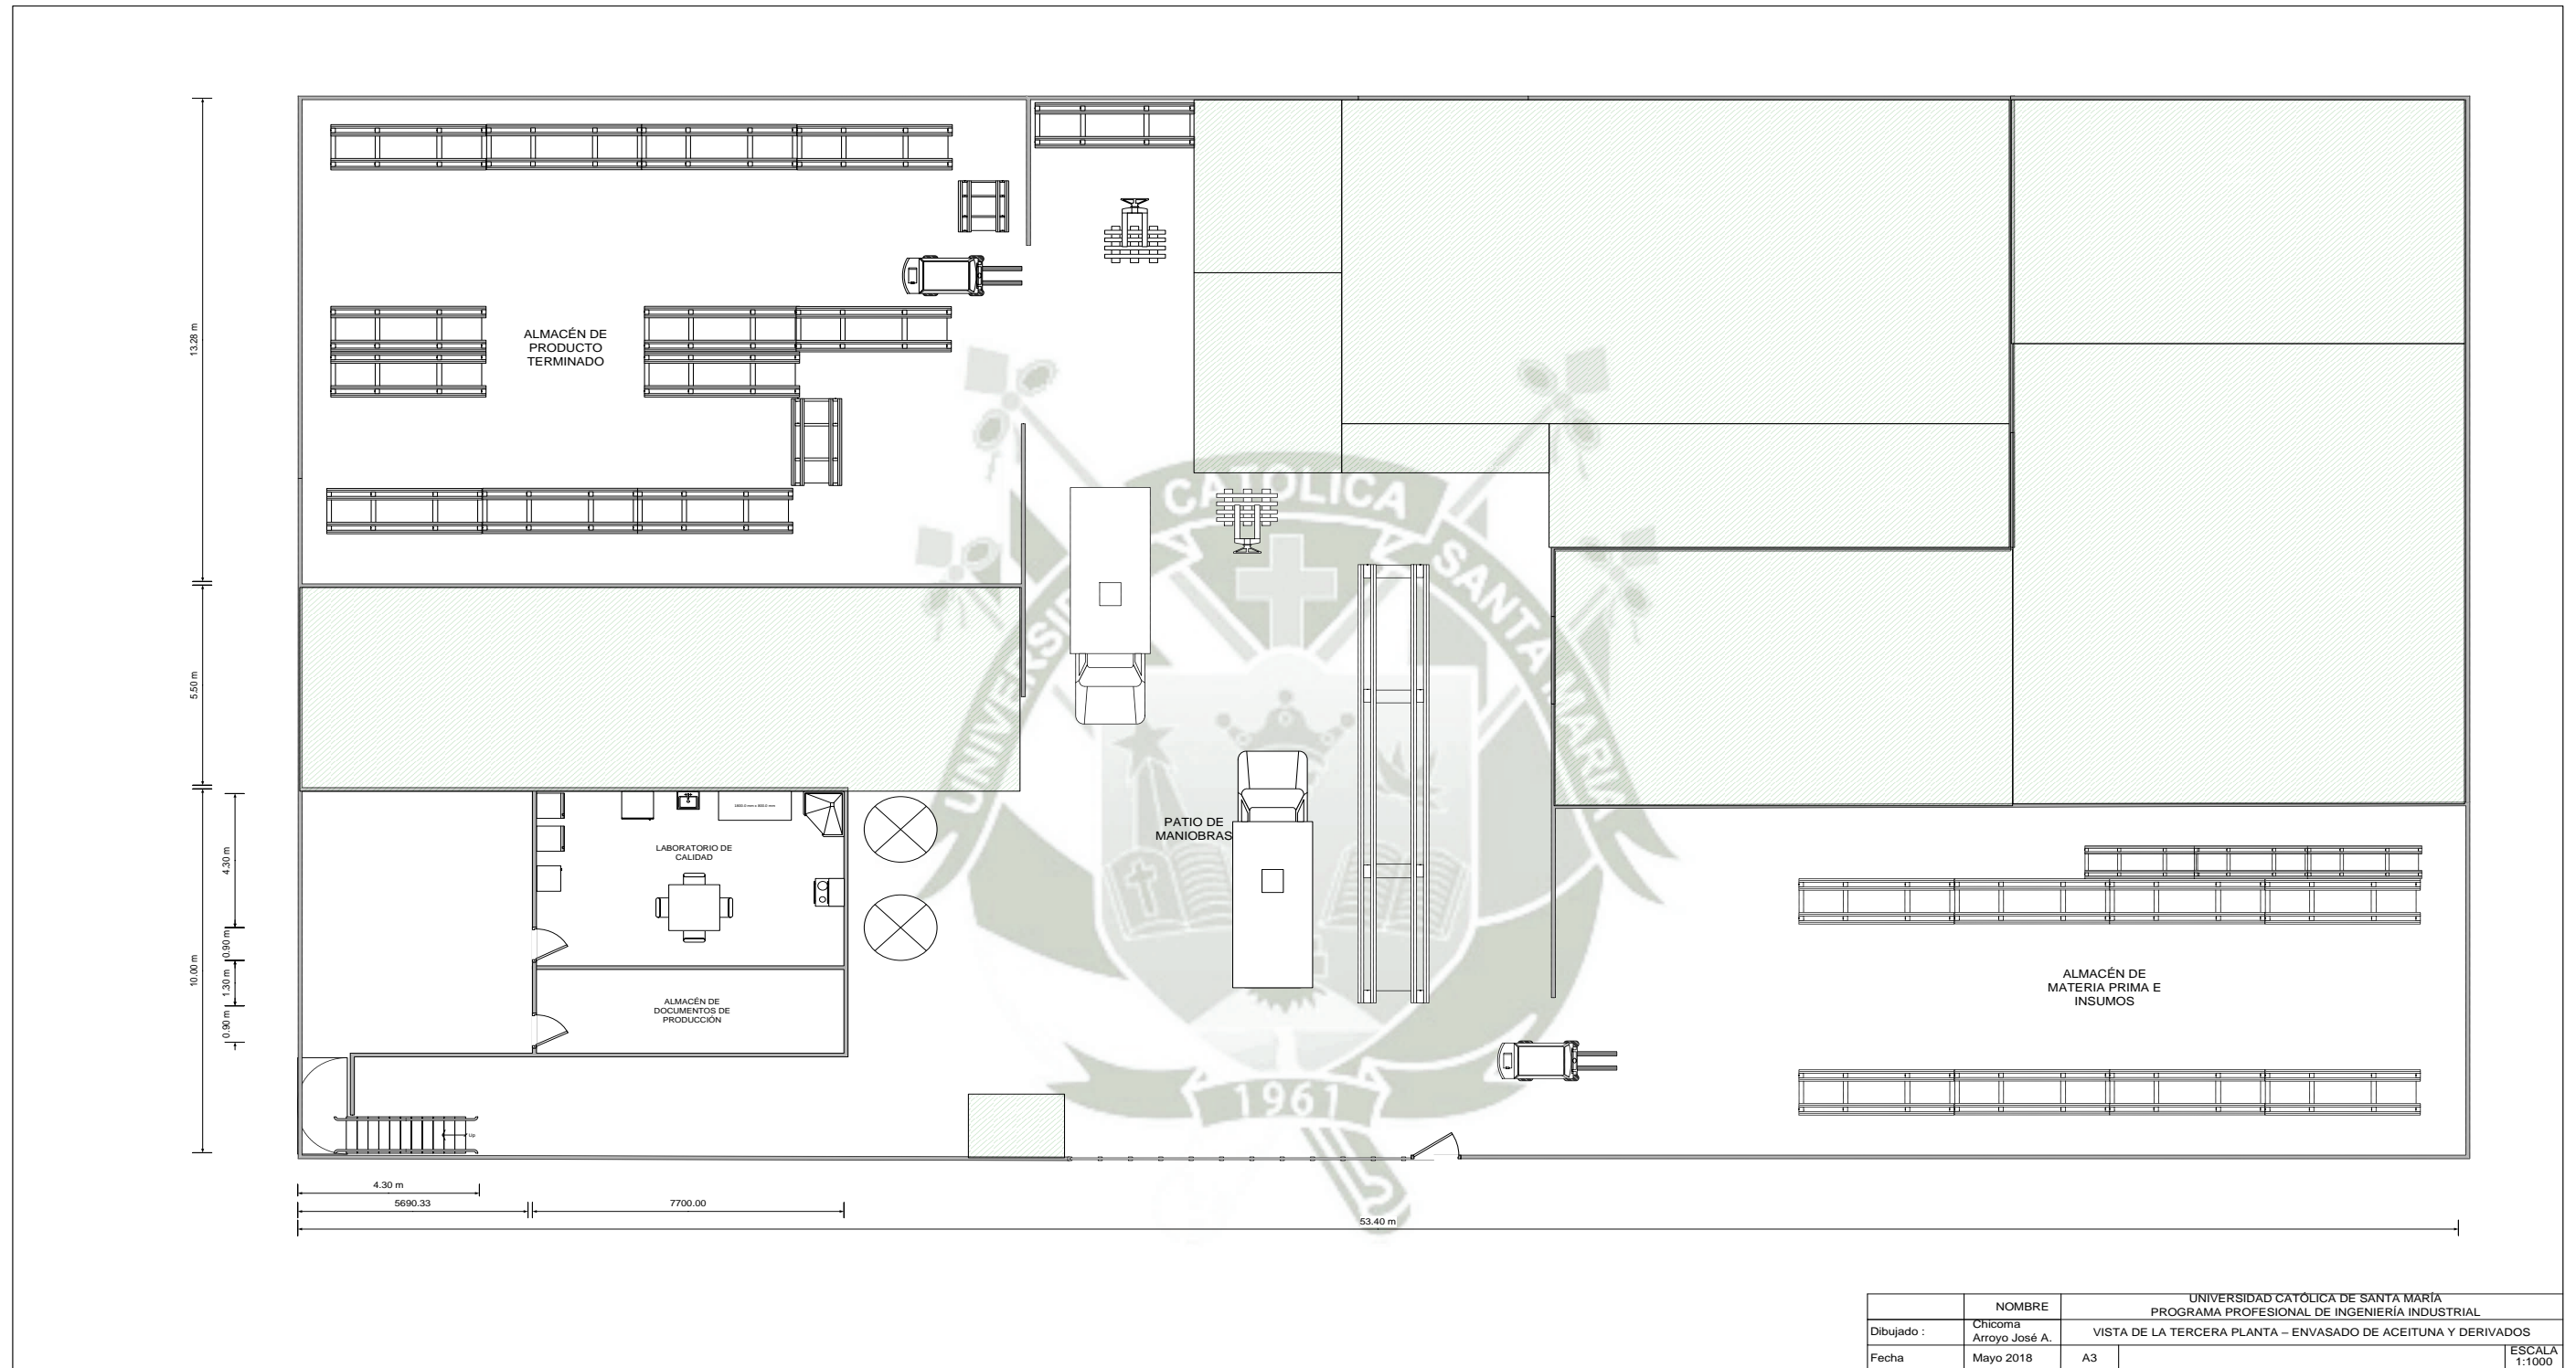 13.28 m
5.50 m
10.00 m
4.30 m
0.90 m
1.30 m
0.90 m
ALMACÉN DE
PRODUCTO
TERMINADO
LABORATORIO DE
CALIDAD
ALMACÉN DE
DOCUMENTOS DE
PRODUCCIÓN
Up
PATIO DE
MANIOBRAS
ALMACÉN DE
MATERIA PRIMA E
INSUMOS
CATOLICA
SANTA MARIA
1961
4.30 m
5690.33
7700.00
53.40 m
NOMBRE
UNIVERSIDAD CATÓLICA DE SANTA MARÍA
PROGRAMA PROFESIONAL DE INGENIERÍA INDUSTRIAL
Dibujado :
Chicoma
Arroyo José A.
VISTA DE LA TERCERA PLANTA – ENVASADO DE ACEITUNA Y DERIVADOS
Fecha
Mayo 2018
A3
ESCALA
1:1000